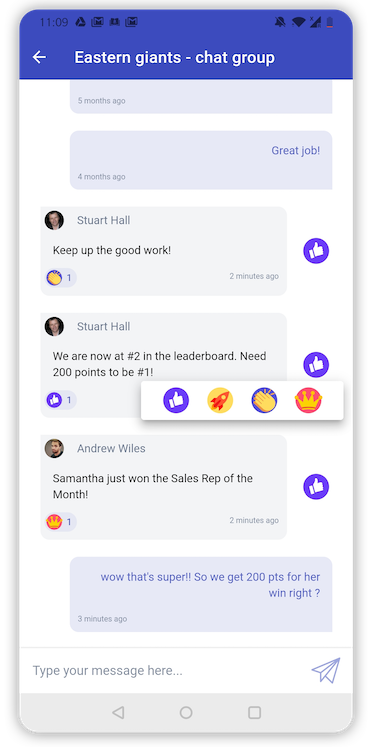 11:09
Eastern giants - chat group
5 months ago
Great job!
4 months ago
Stuart Hall
Keep up the good work!
1
2 minutes ago
Stuart Hall
We are now at #2 in the leaderboard. Need
200 points to be #1!
1
Andrew Wiles
Samantha just won the Sales Rep of the
Month!
1
2 minutes ago
wow that's super!! So we get 200 pts for her
win right ?
3 minutes ago
Type your message here...